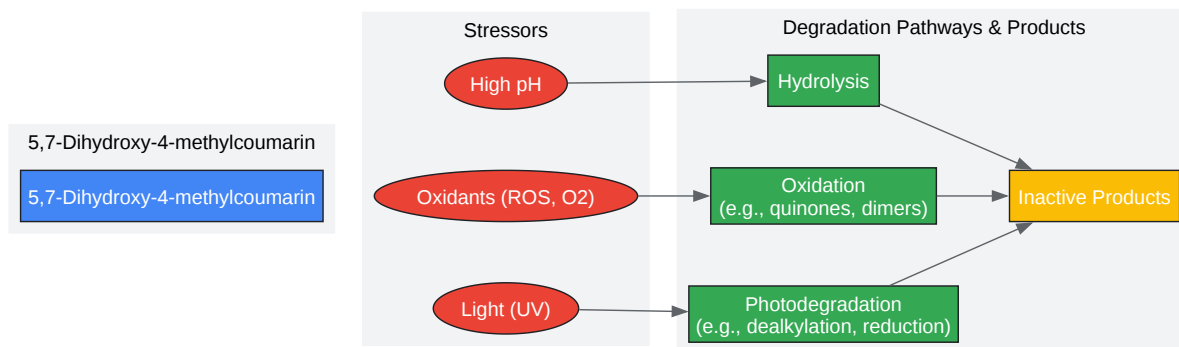 5,7-Dihydroxy-4-methylcoumarin
5,7-Dihydroxy-4-methylcoumarin
Stressors
High pH
Oxidants (ROS, O2)
Light (UV)
Degradation Pathways & Products
Hydrolysis
Oxidation
(e.g., quinones, dimers)
Photodegradation
(e.g., dealkylation, reduction)
Inactive Products